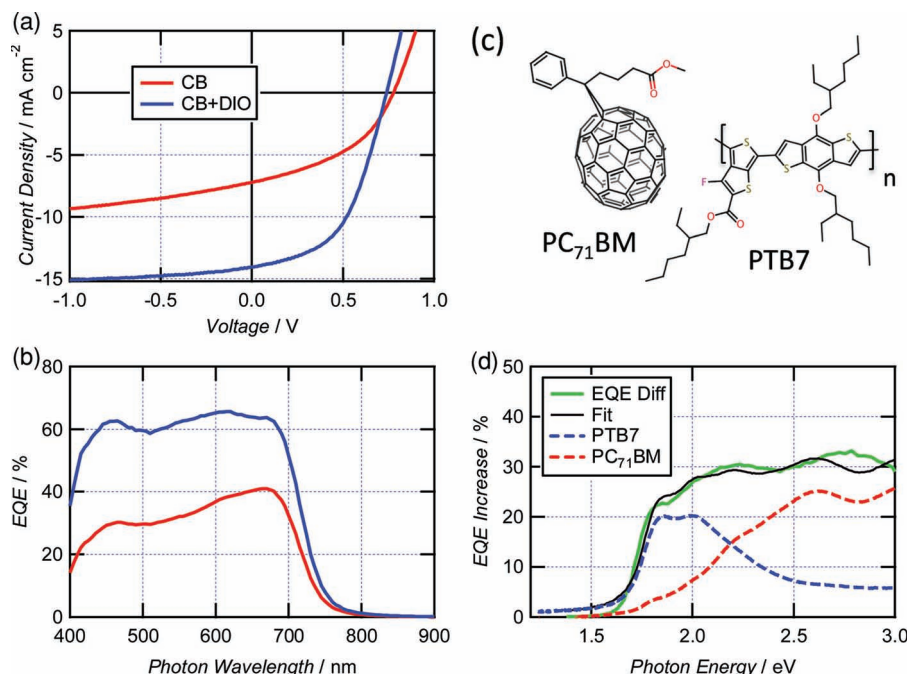 (a)
Current Density / mA cm⁻²
5
0
-5
-10
-15
CB
CB+DIO
-1.0
-0.5
0.0
0.5
1.0
Voltage / V
(c)
O
O
PC₇₁BM
F
S
S
O
O
S
S
O
O
n
PTB7
(b)
EQE / %
80
60
40
20
0
400
500
600
700
800
900
Photon Wavelength / nm
(d)
EQE Increase / %
50
40
30
20
10
0
EQE Diff
Fit
PTB7
PC₇₁BM
1.5
2.0
2.5
3.0
Photon Energy / eV